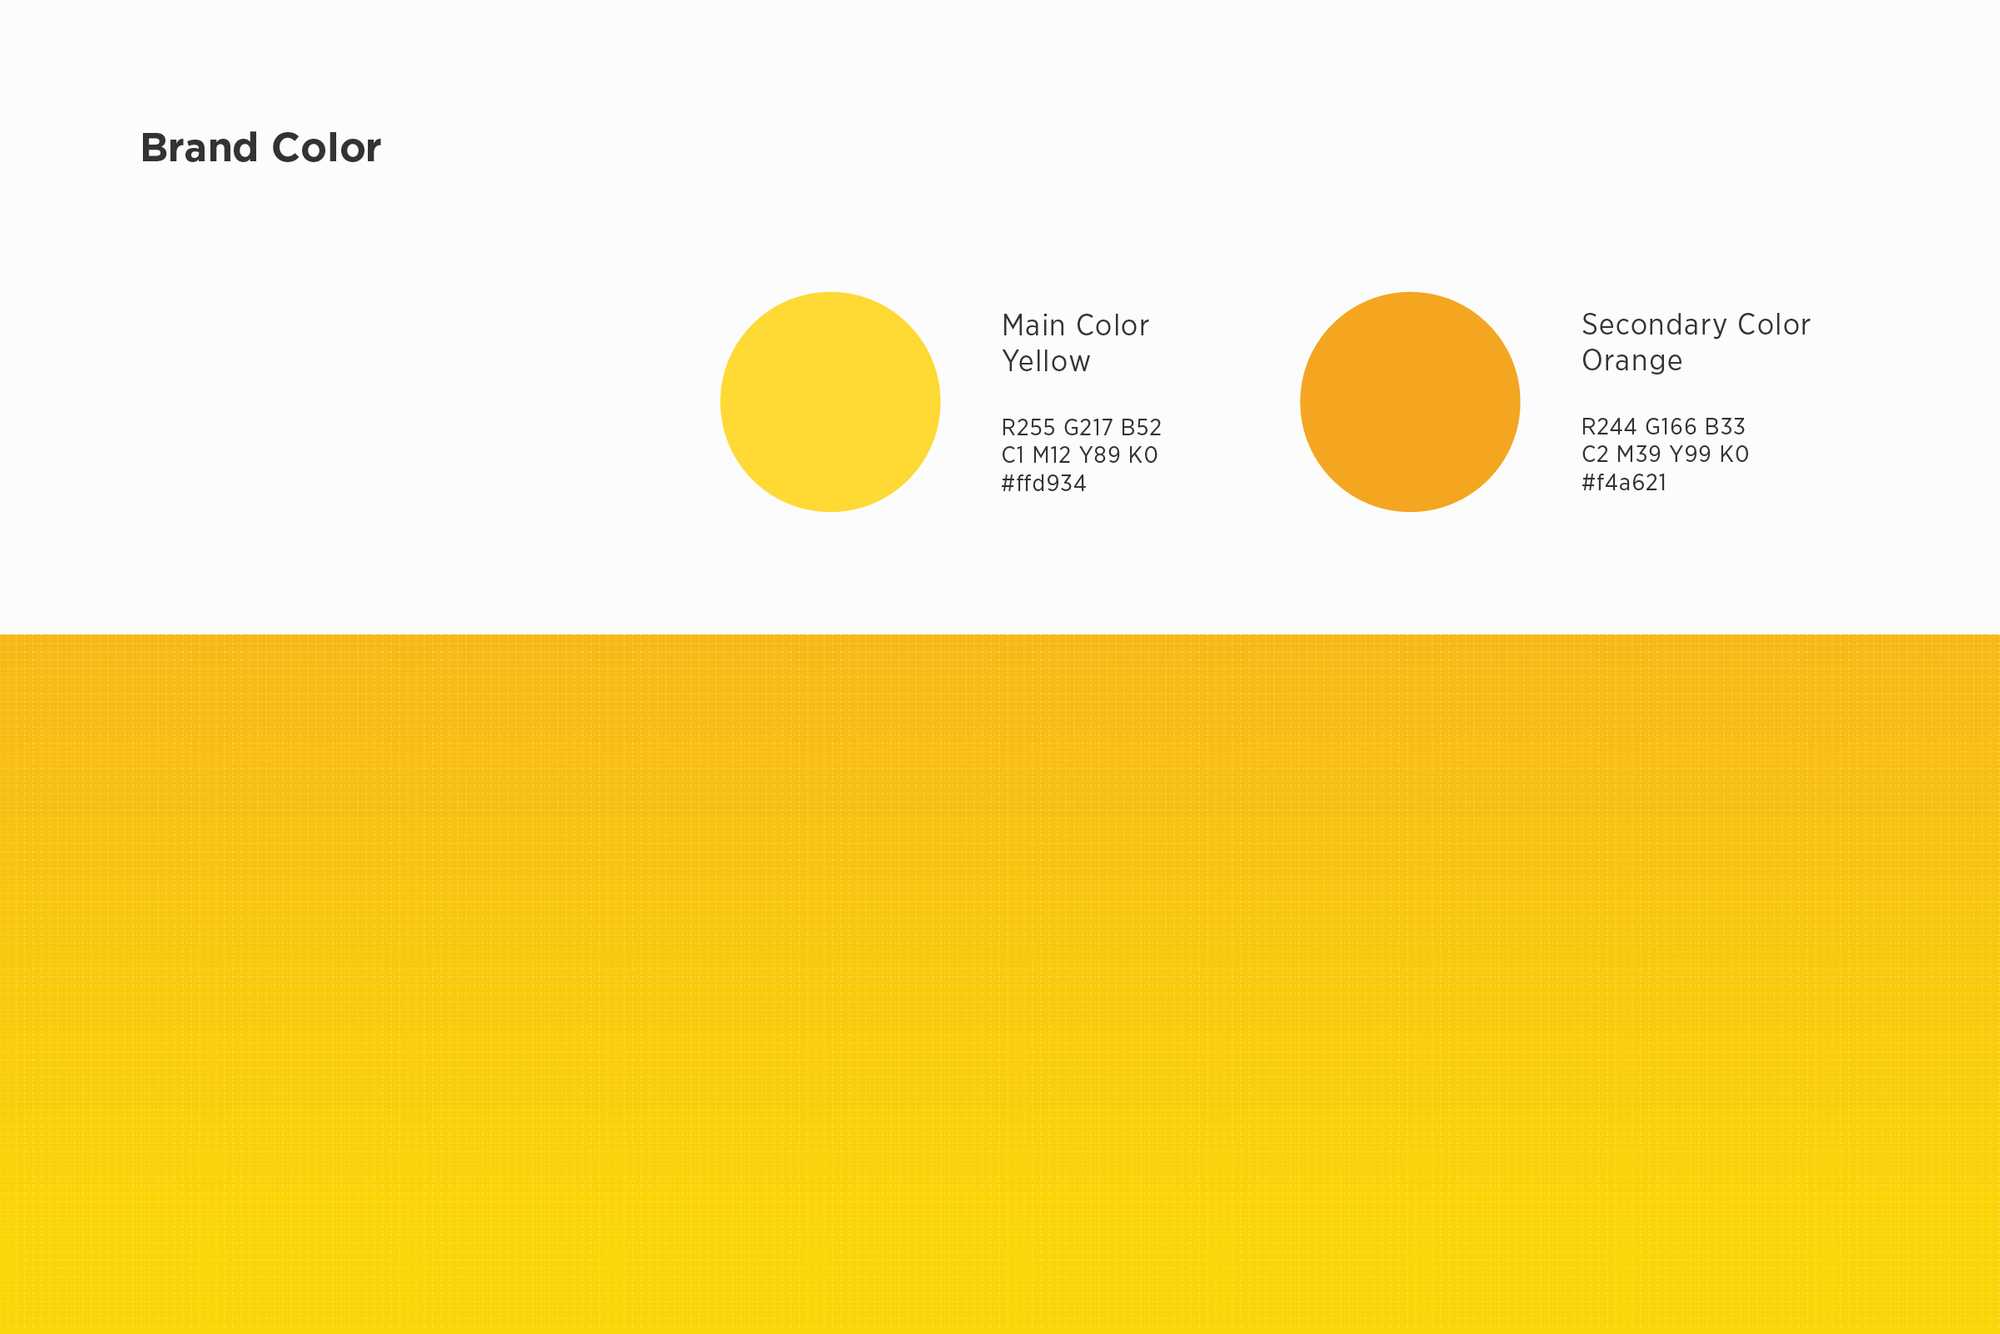 Brand Color
Main Color
Yellow
R255 G217 B52
C1 M12 Y89 K0
#ffd934
Secondary Color
Orange
R244 G166 B33
C2 M39 Y99 K0
#f4a621